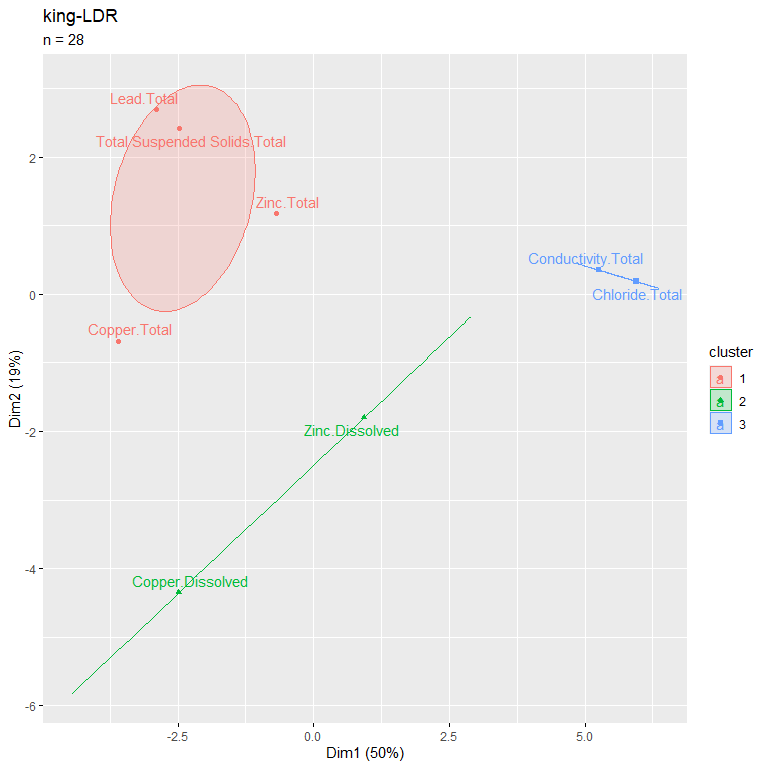 king-LDR
n = 28
Lead.Total
Total Suspended Solids.Total
2
Zinc.Total
Conductivity.Total
0
Chloride.Total
Copper.Total
cluster
a 1
a 2
a 3
Dim2 (19%)
-2
Zinc.Dissolved
-4
Copper.Dissolved
-6
-2.5 0.0 2.5 5.0
Dim1 (50%)